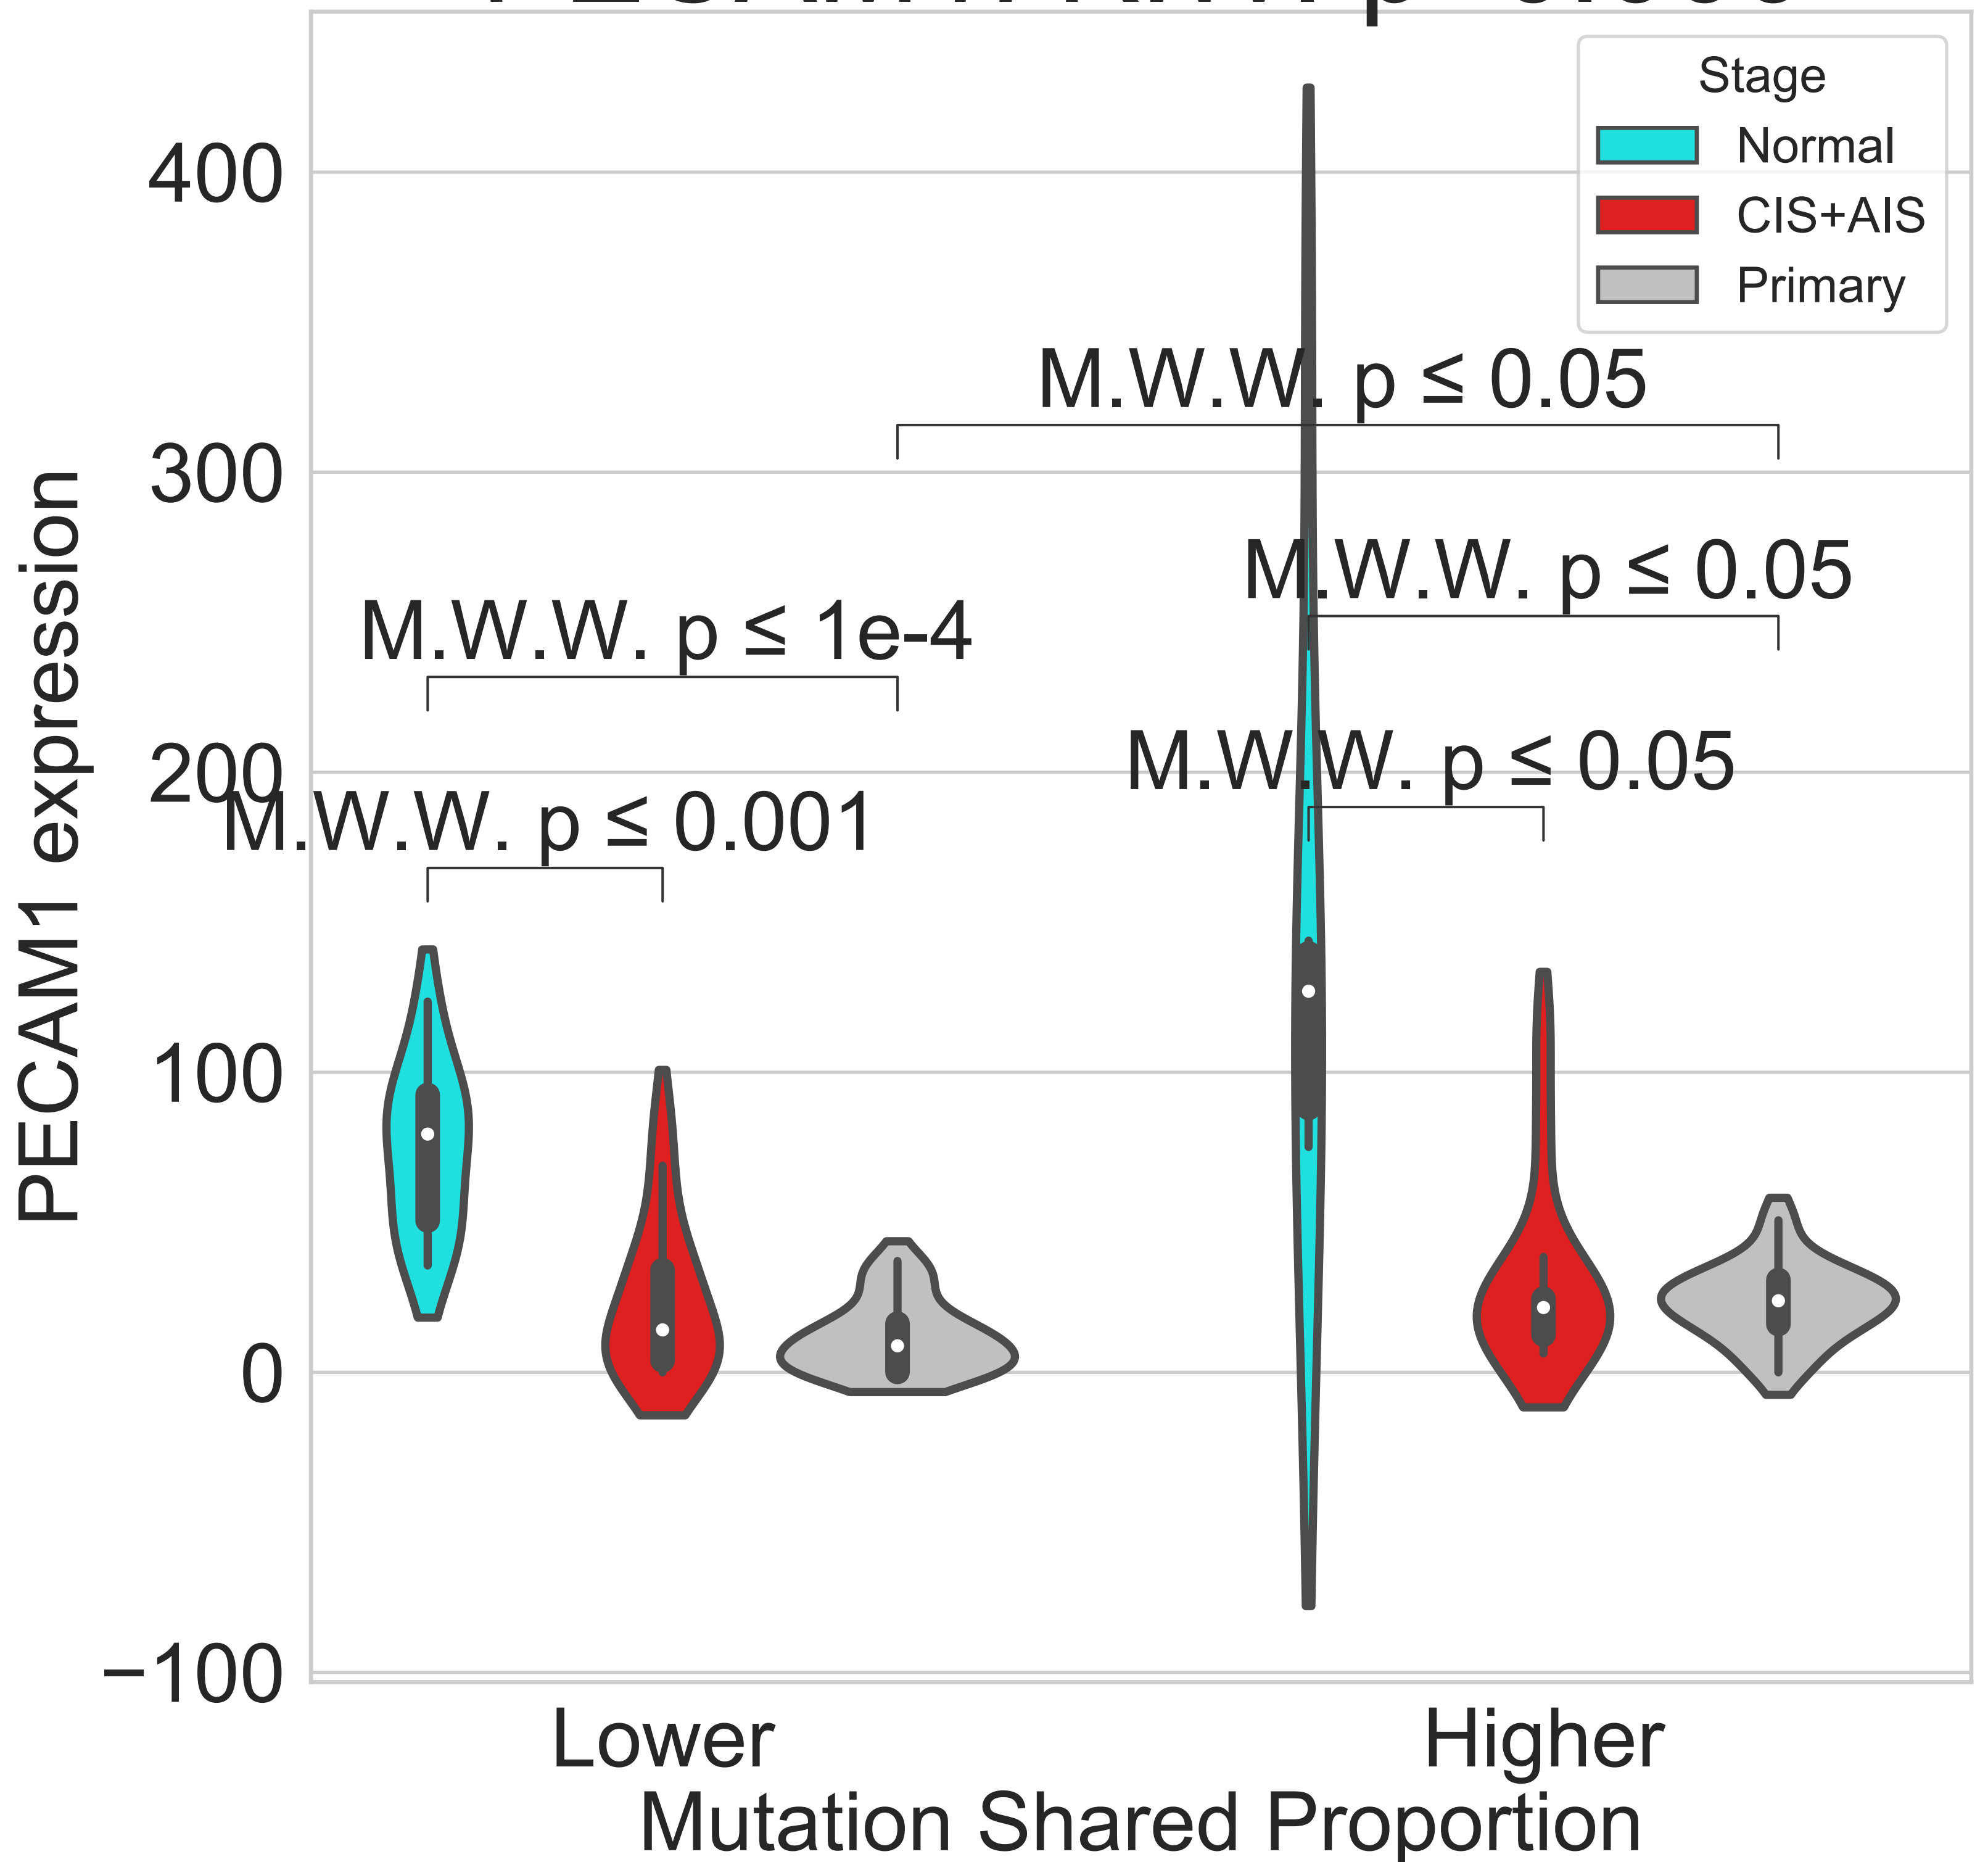 Stage
Normal
CIS+AIS
Primary
400
300
200
100
0
−100
PECAM1 expression
M.W.W. p ≤ 0.05
M.W.W. p ≤ 0.05
M.W.W. p ≤ 1e-4
M.W.W. p ≤ 0.05
M.W.W. p ≤ 0.001
Lower
Higher
Mutation Shared Proportion